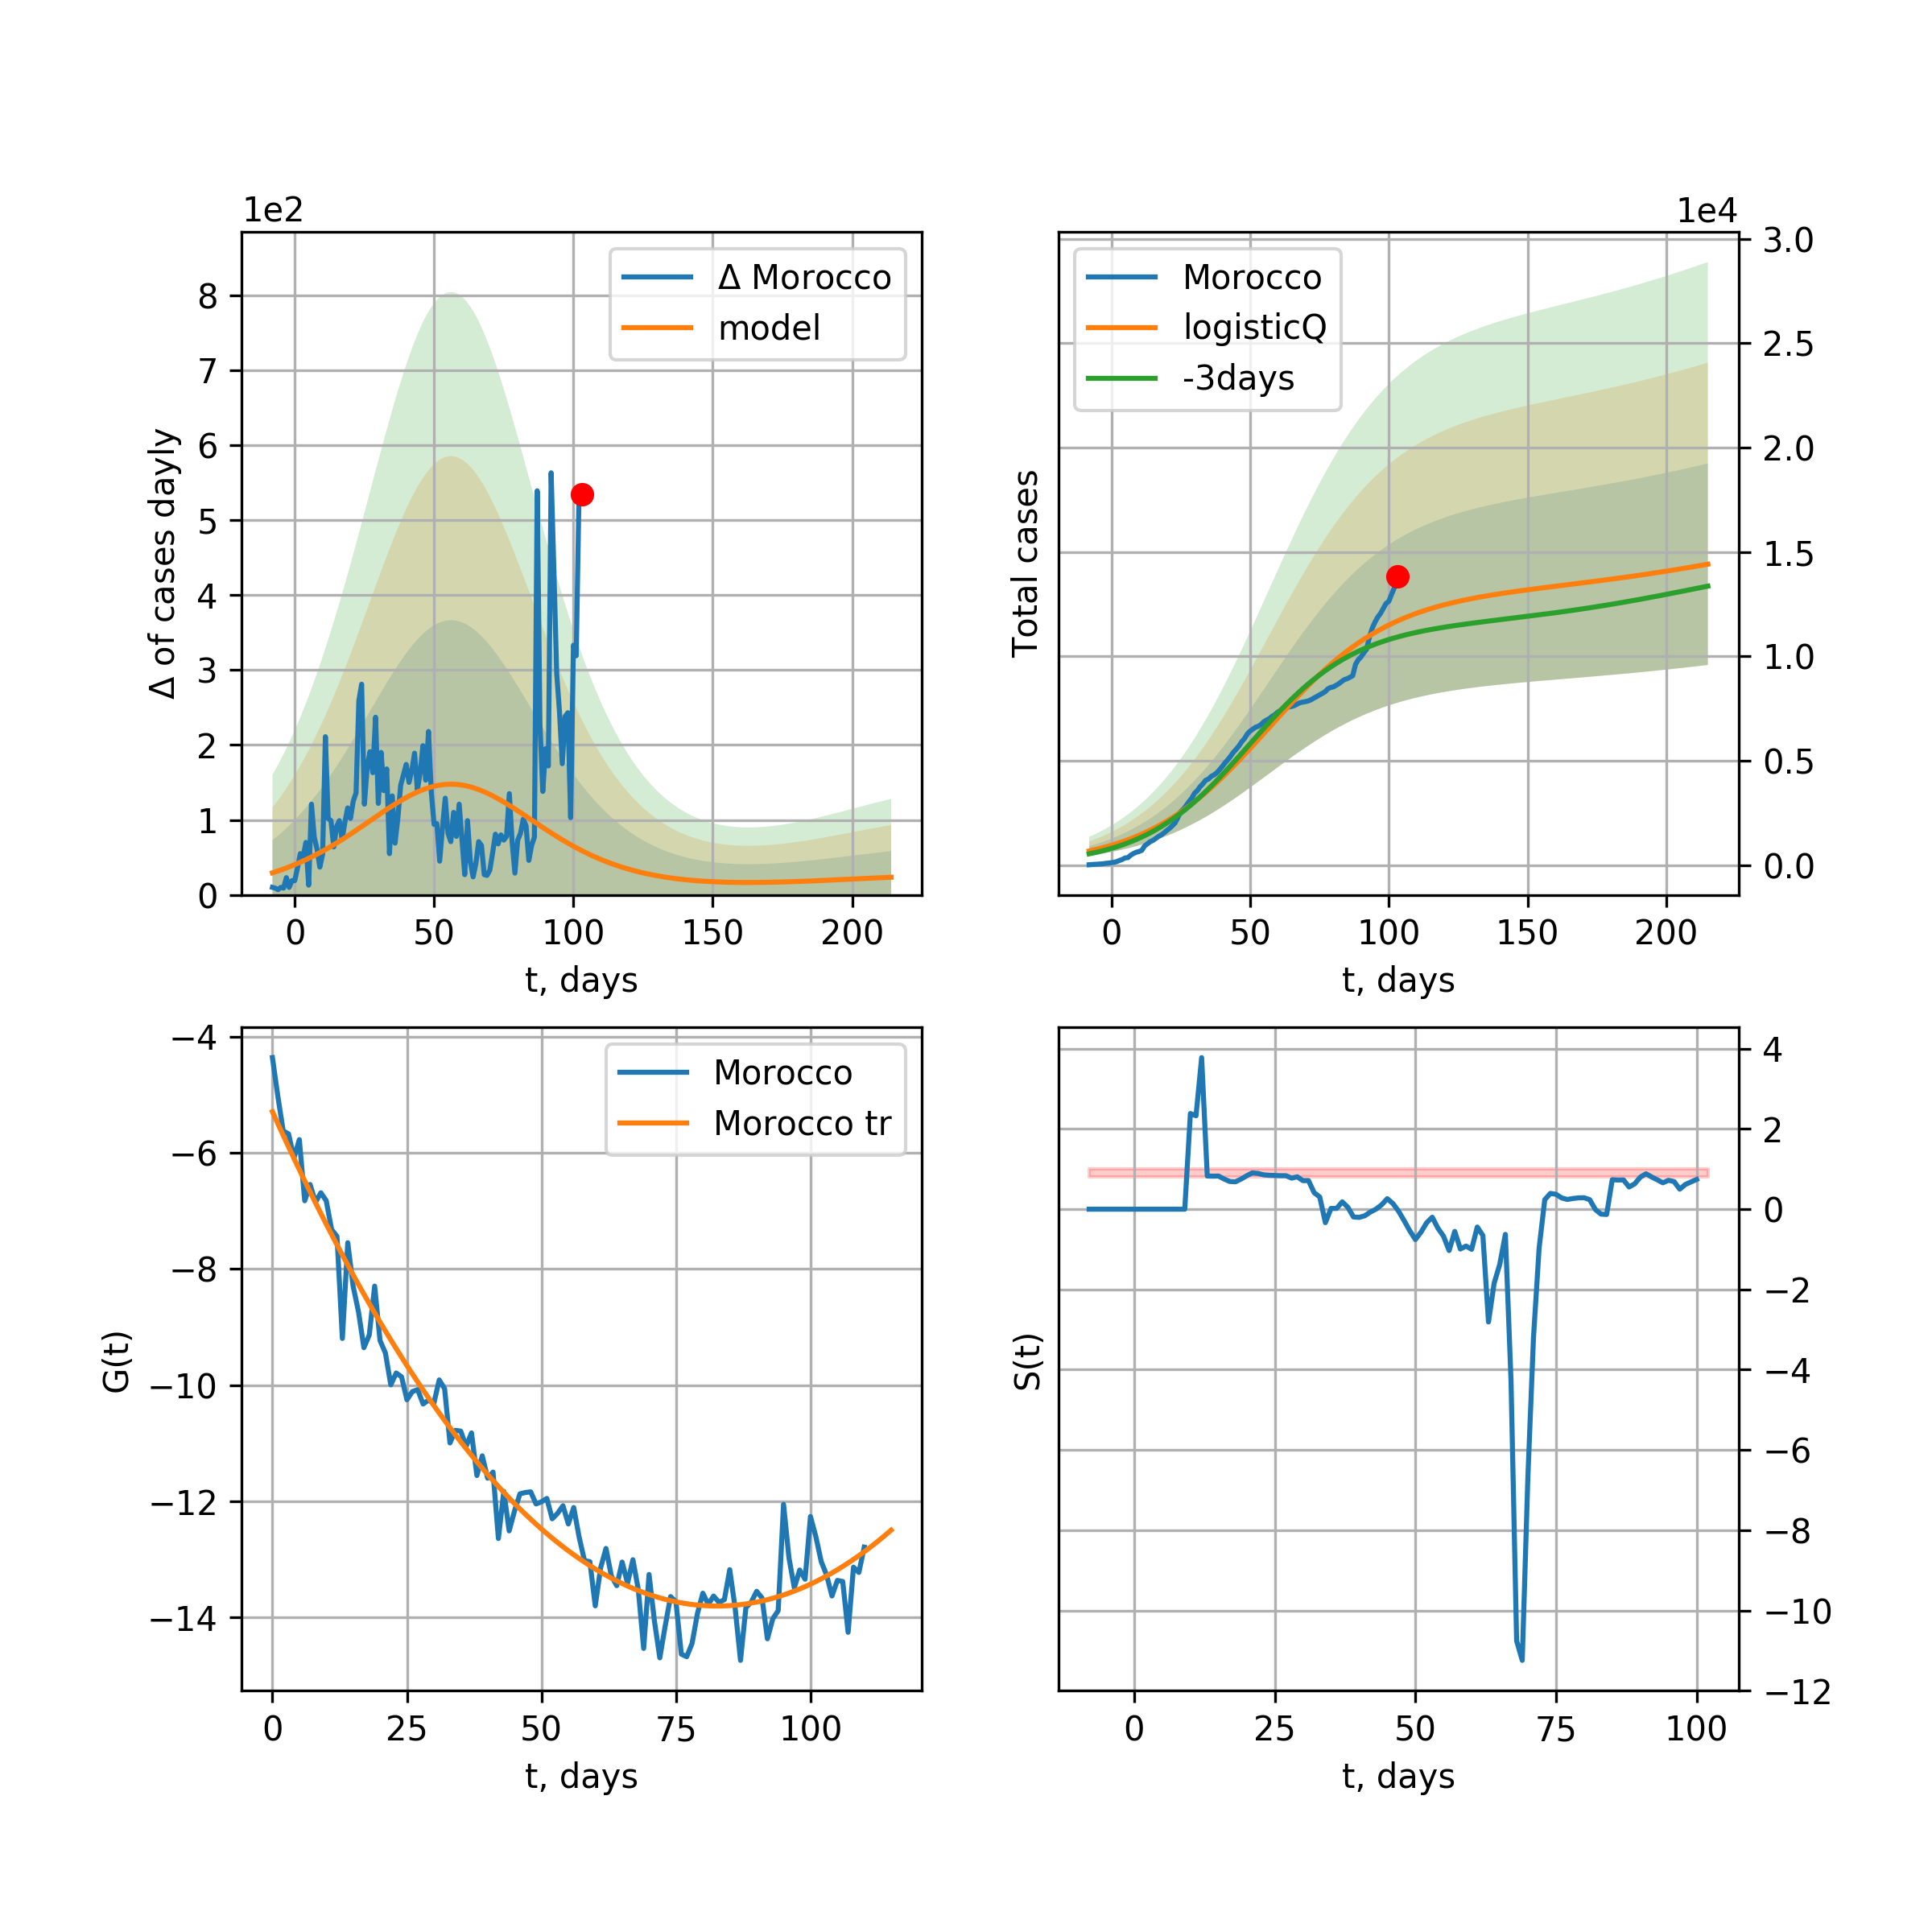 1e2
Δ of cases dayly
8
7
6
5
4
3
2
1
0
Δ Morocco
model
0 50 100 150 200
t, days
1e4
Total cases
Morocco
logisticQ
-3days
3.0
2.5
2.0
1.5
1.0
0.5
0.0
0 50 100 150 200
t, days
G(t)
−4
−6
−8
−10
−12
−14
Morocco
Morocco tr
0 25 50 75 100
t, days
S(t)
4
2
0
−2
−4
−6
−8
−10
−12
0 25 50 75 100
t, days